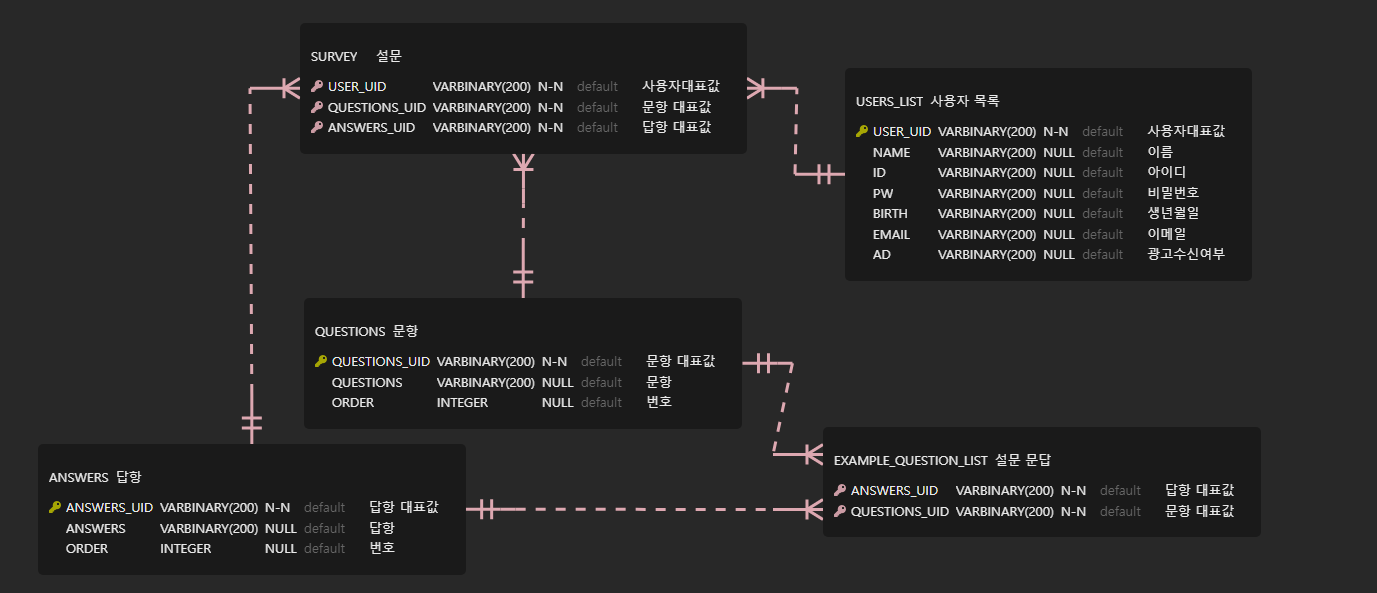 SURVEY 설문
USER_UID VARBINARY(200) N-N default 사용자대표값
QUESTIONS_UID VARBINARY(200) N-N default 문항 대표값
ANSWERS_UID VARBINARY(200) N-N default 답항 대표값
USERS_LIST 사용자 목록
USER_UID VARBINARY(200) N-N default 사용자대표값
NAME VARBINARY(200) NULL default 이름
ID VARBINARY(200) NULL default 아이디
PW VARBINARY(200) NULL default 비밀번호
BIRTH VARBINARY(200) NULL default 생년월일
EMAIL VARBINARY(200) NULL default 이메일
AD VARBINARY(200) NULL default 광고수신여부
QUESTIONS 문항
QUESTIONS_UID VARBINARY(200) N-N default 문항 대표값
QUESTIONS VARBINARY(200) NULL default 문항
ORDER INTEGER NULL default 번호
ANSWERS 답항
ANSWERS_UID VARBINARY(200) N-N default 답항 대표값
ANSWERS VARBINARY(200) NULL default 답항
ORDER INTEGER NULL default 번호
EXAMPLE_QUESTION_LIST 설문 문답
ANSWERS_UID VARBINARY(200) N-N default 답항 대표값
QUESTIONS_UID VARBINARY(200) N-N default 문항 대표값